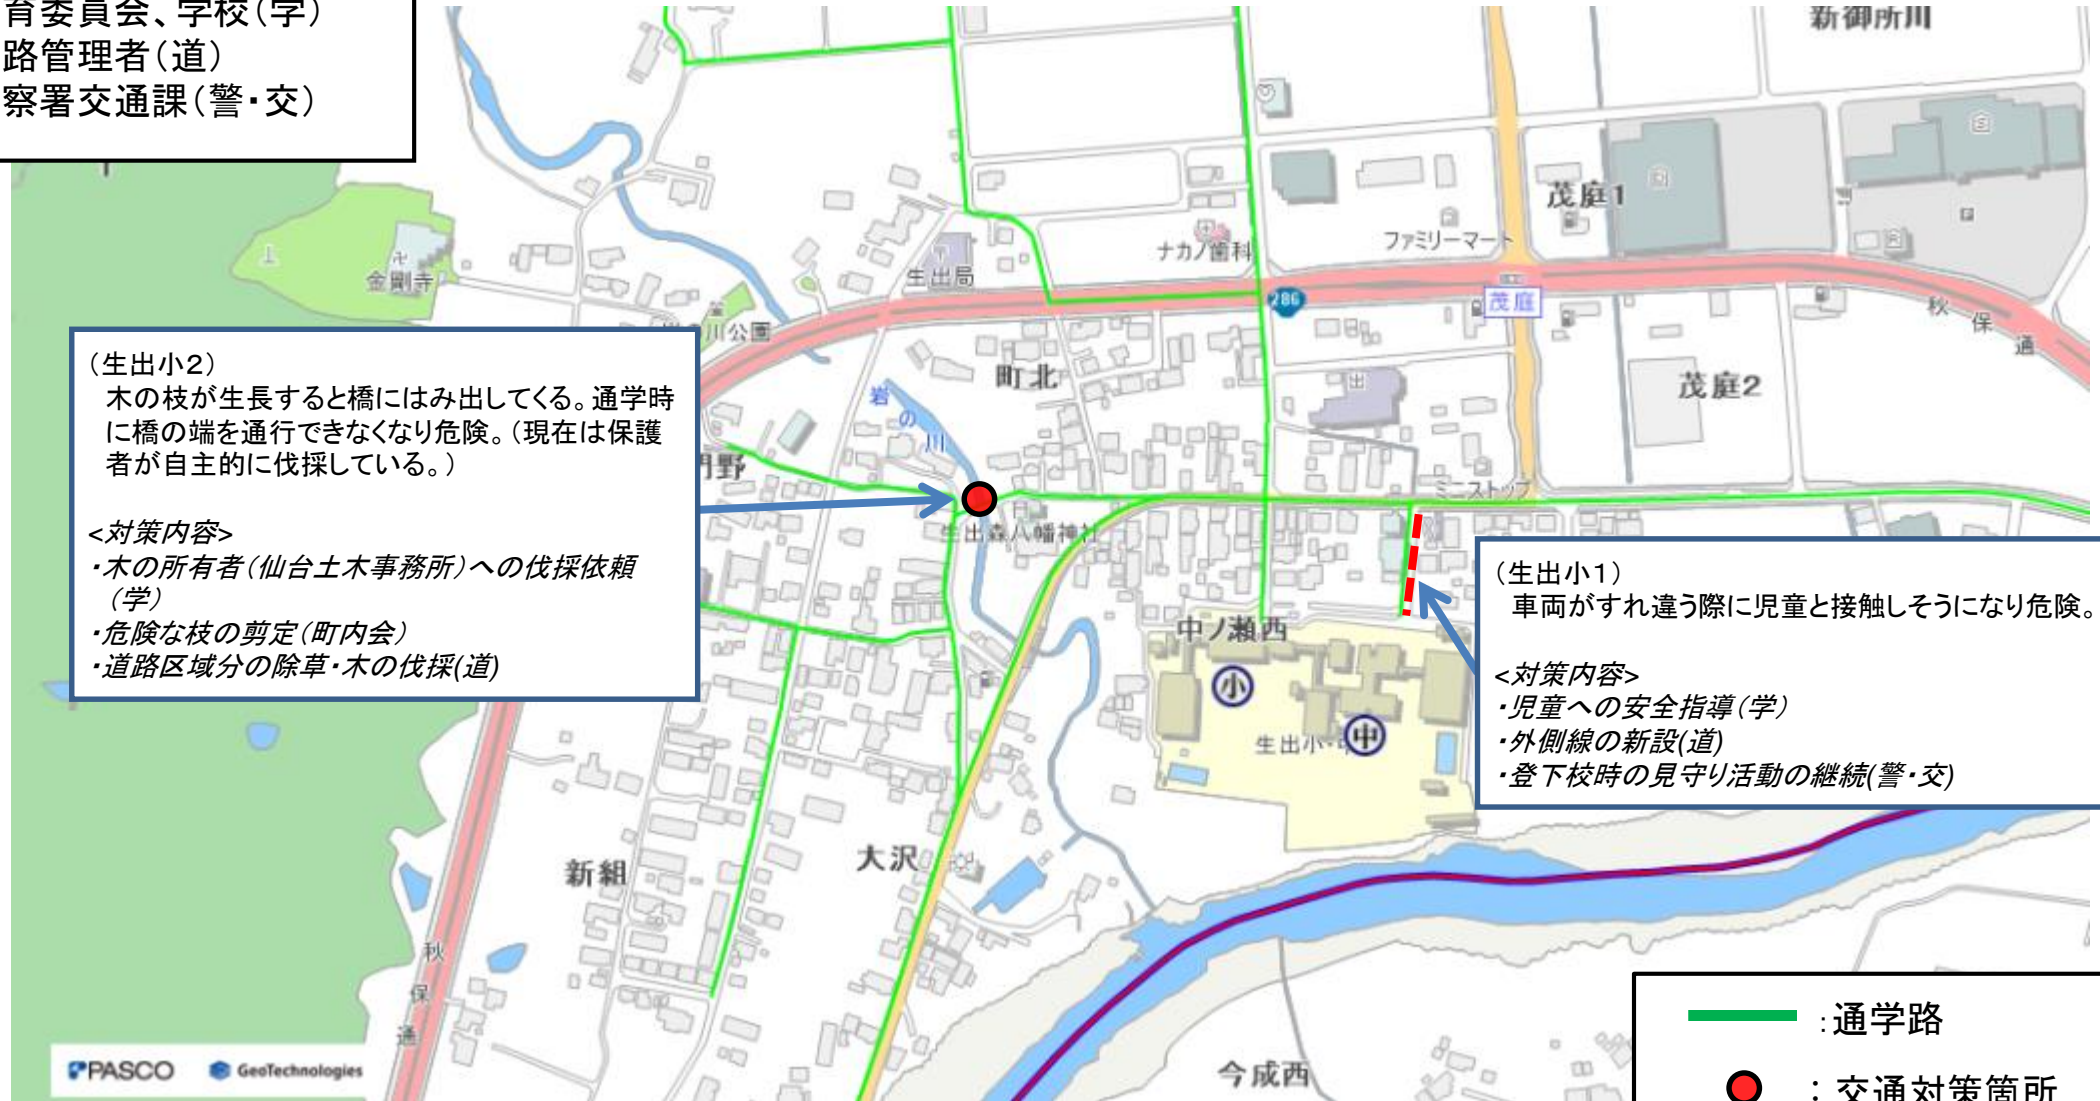 育委員会、学校（学）
路管理者（道）
察署交通課（警・交）
新御所川
茂庭1
金剛寺
生出局
ナカノ歯科
ファミリーマート
286
茂庭
秋保通
川公園
町北
茂庭2
岩の川
（生出小２）
木の枝が生長すると橋にはみ出してくる。通学時
に橋の端を通行できなくなり危険。（現在は保護
者が自主的に伐採している。）
<対策内容>
・木の所有者（仙台土木事務所）への伐採依頼
（学）
・危険な枝の剪定（町内会）
・道路区域分の除草・木の伐採(道)
野
ミニストップ
生出森八幡神社
（生出小１）
車両がすれ違う際に児童と接触しそうになり危険。
<対策内容>
・児童への安全指導（学）
・外側線の新設(道)
・登下校時の見守り活動の継続(警・交)
中ノ瀬西
小
中
生出小・中
大沢
新組
秋保通
今成西
PASCO
GeoTechnologies
：通学路
：交通対策箇所